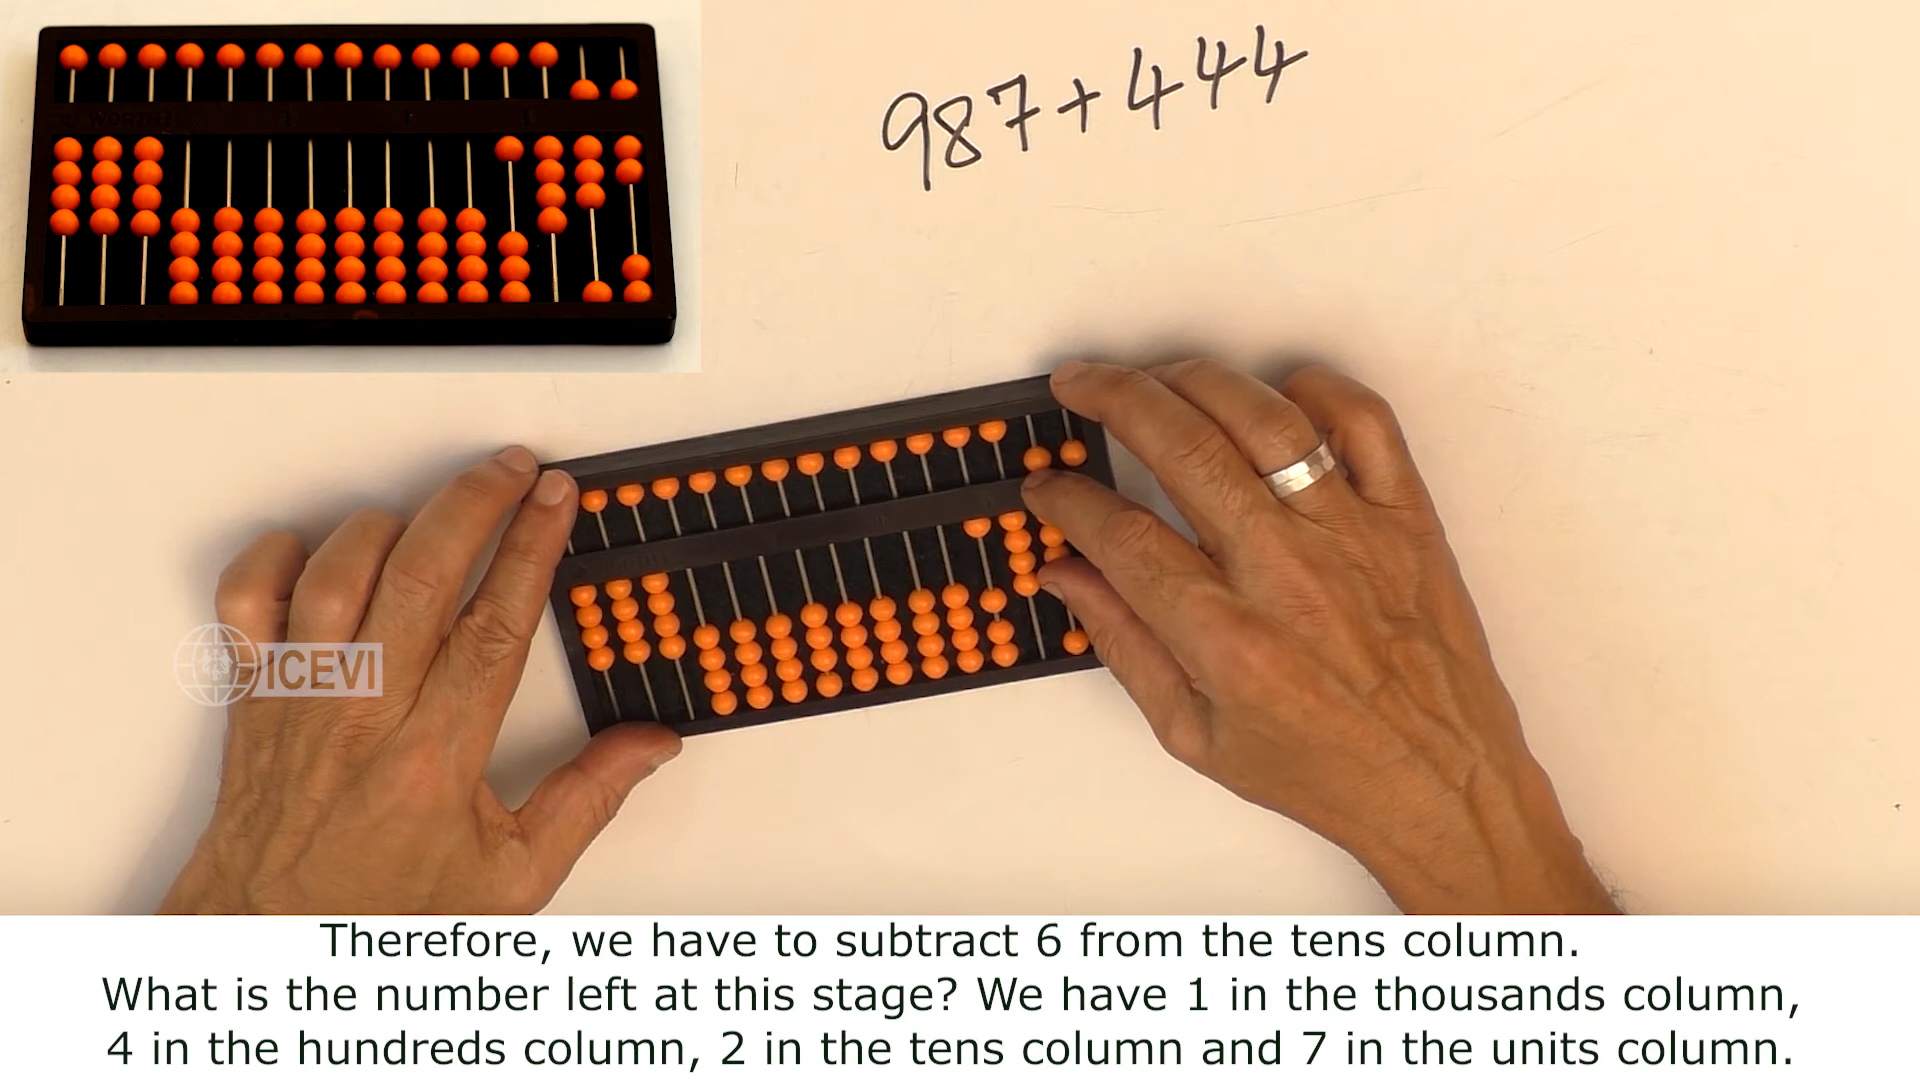 987+444
ICEVI
Therefore, we have to subtract 6 from the tens column.
What is the number left at this stage? We have 1 in the thousands column,
4 in the hundreds column, 2 in the tens column and 7 in the units column.